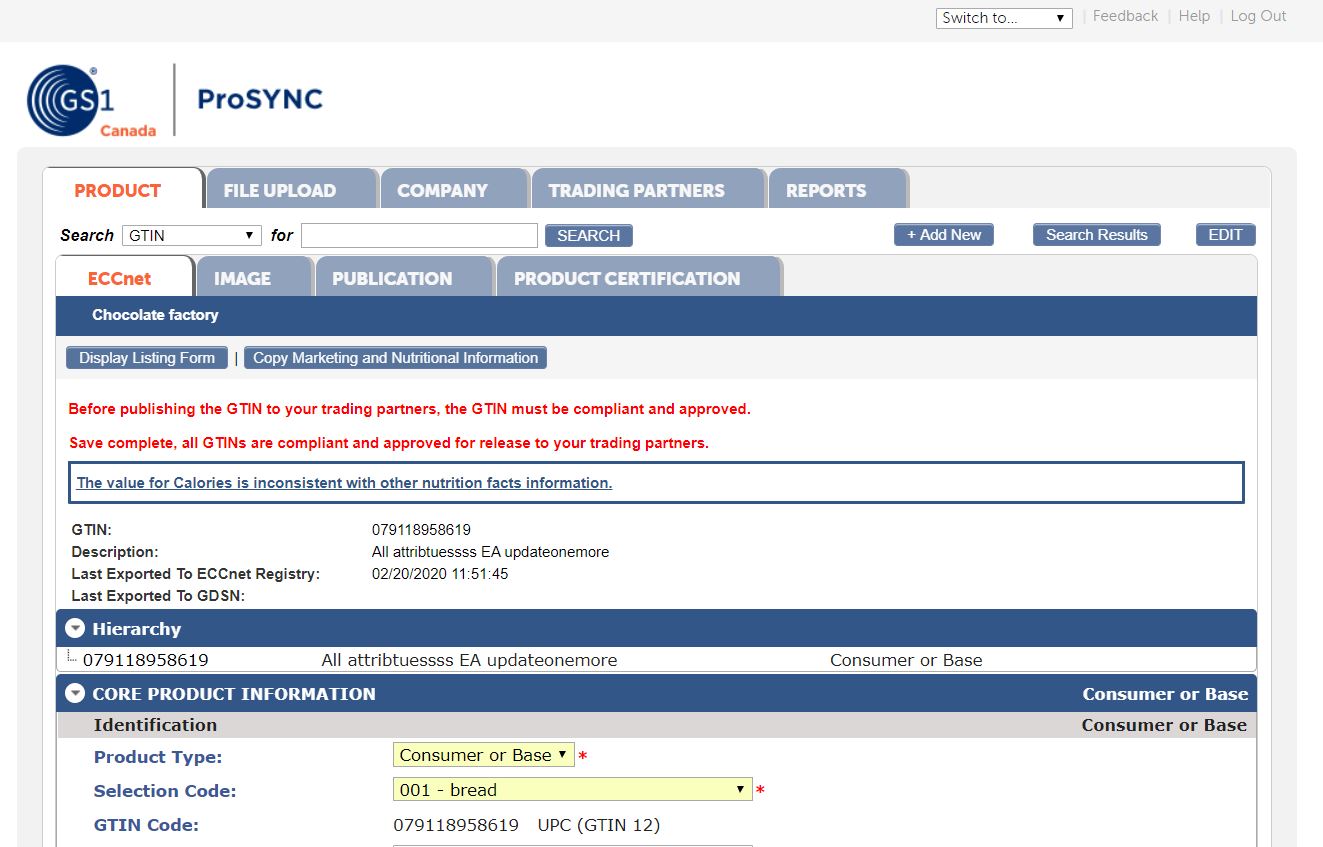 Switch to... | Feedback | Help | Log Out
GS1 Canada ProSYNC
PRODUCT FILE UPLOAD COMPANY TRADING PARTNERS REPORTS
Search GTIN for SEARCH + Add New Search Results EDIT
ECCnet IMAGE PUBLICATION PRODUCT CERTIFICATION
Chocolate factory
Display Listing Form | Copy Marketing and Nutritional Information
Before publishing the GTIN to your trading partners, the GTIN must be compliant and approved.
Save complete, all GTINs are compliant and approved for release to your trading partners.
The value for Calories is inconsistent with other nutrition facts information.
GTIN: 079118958619
Description: All attribtuessss EA updateonemore
Last Exported To ECCnet Registry: 02/20/2020 11:51:45
Last Exported To GDSN:
Hierarchy
079118958619 All attribtuessss EA updateonemore Consumer or Base
CORE PRODUCT INFORMATION Consumer or Base
Identification Consumer or Base
Product Type: Consumer or Base *
Selection Code: 001 - bread *
GTIN Code: 079118958619 UPC (GTIN 12)